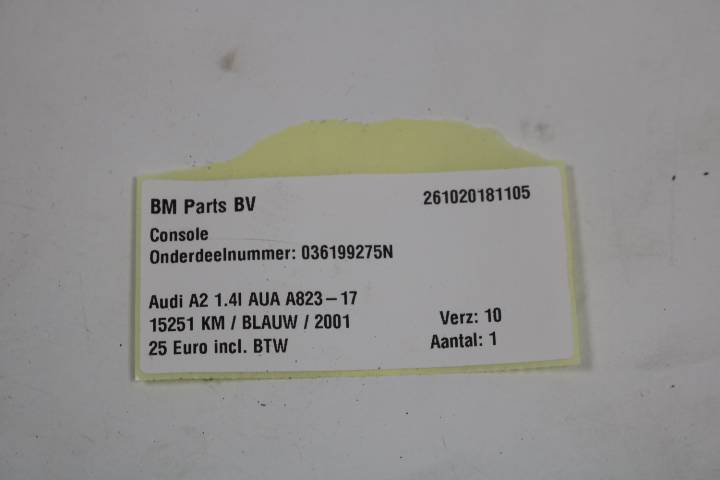 BM Parts BV 261020181105
Console
Onderdeelnummer: 036199275N
Audi A2 1.4I AUA A823-17
15251 KM / BLAUW / 2001 Verz: 10
25 Euro incl. BTW Aantal: 1